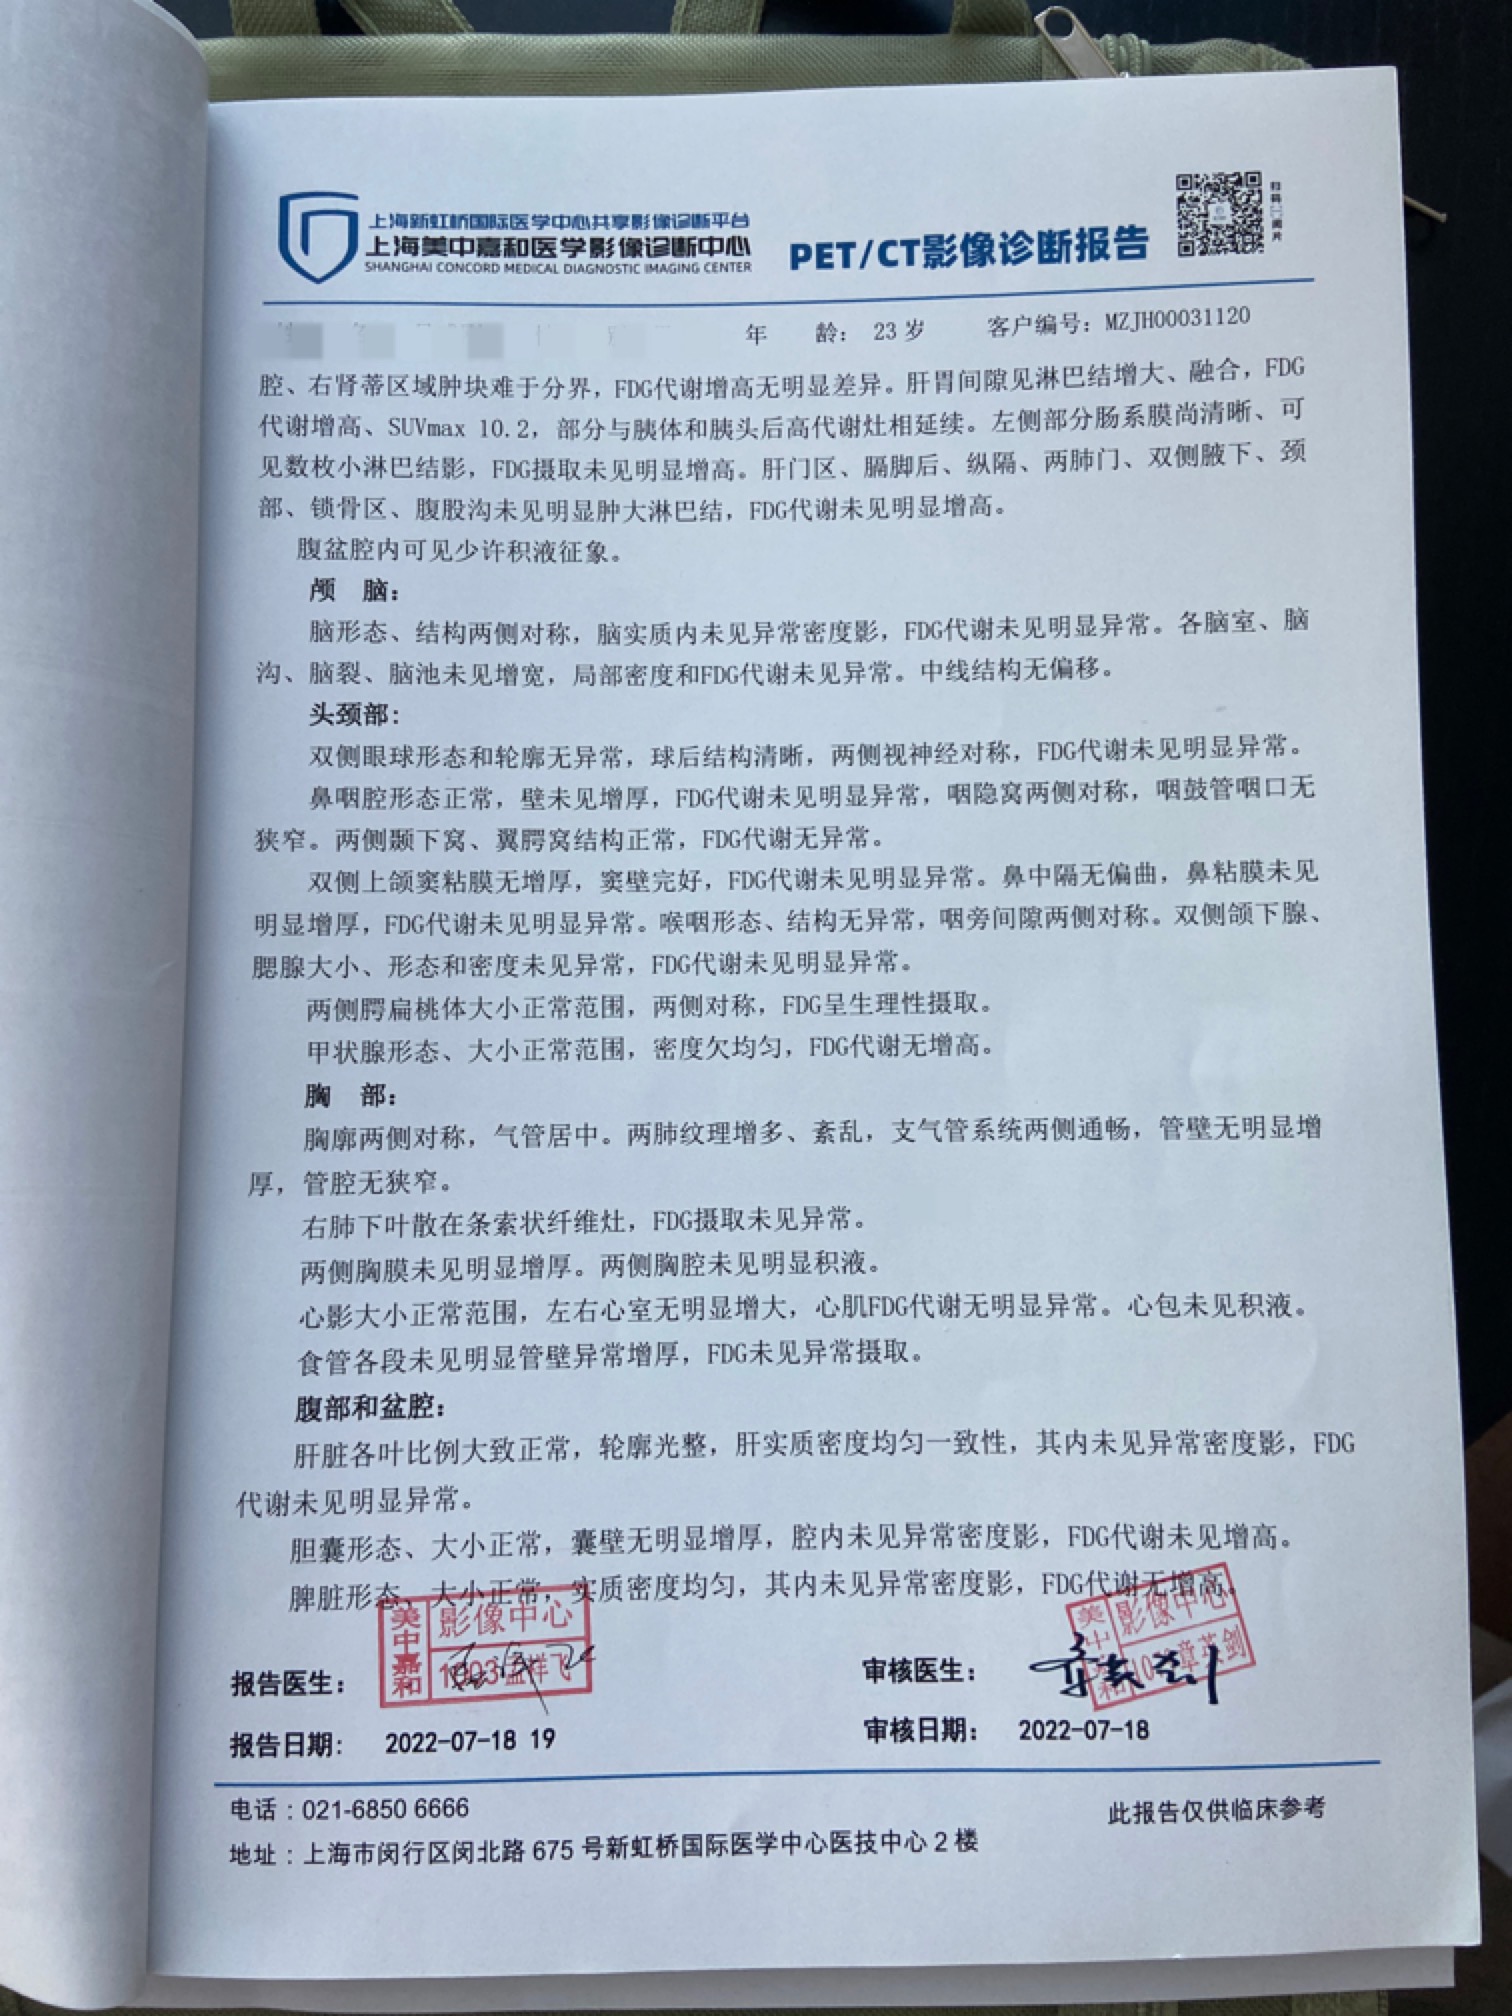 上海新虹桥国际医学中心共享影像诊断平台
上海美中嘉和医学影像诊断中心
SHANGHAI CONCORD MEDICAL DIAGNOSTIC IMAGING CENTER
PET/CT影像诊断报告
年 龄: 23 岁 客户编号: MZJH00031120
腔、右肾蒂区域肿块难于分界，FDG代谢增高无明显差异。肝胃间隙见淋巴结增大、融合，FDG
代谢增高、SUVmax 10.2，部分与胰体和胰头后高代谢灶相延续。左侧部分肠系膜尚清晰、可
见数枚小淋巴结影，FDG摄取未见明显增高。肝门区、膈脚后、纵隔、两肺门、双侧腋下、颈
部、锁骨区、腹股沟未见明显肿大淋巴结，FDG代谢未见明显增高。
腹盆腔内可见少许积液征象。
颅 脑:
脑形态、结构两侧对称，脑实质内未见异常密度影，FDG代谢未见明显异常。各脑室、脑
沟、脑裂、脑池未见增宽，局部密度和FDG代谢未见异常。中线结构无偏移。
头颈部:
双侧眼球形态和轮廓无异常，球后结构清晰，两侧视神经对称，FDG代谢未见明显异常。
鼻咽腔形态正常，壁未见增厚，FDG代谢未见明显异常，咽隐窝两侧对称，咽鼓管咽口无
狭窄。两侧颞下窝、翼腭窝结构正常，FDG代谢无异常。
双侧上颌窦粘膜无增厚，窦壁完好，FDG代谢未见明显异常。鼻中隔无偏曲，鼻粘膜未见
明显增厚，FDG代谢未见明显异常。喉咽形态、结构无异常，咽旁间隙两侧对称。双侧颌下腺、
腮腺大小、形态和密度未见异常，FDG代谢未见明显异常。
两侧腭扁桃体大小正常范围，两侧对称，FDG呈生理性摄取。
甲状腺形态、大小正常范围，密度欠均匀，FDG代谢无增高。
胸 部:
胸廓两侧对称，气管居中。两肺纹理增多、紊乱，支气管系统两侧通畅，管壁无明显增
厚，管腔无狭窄。
右肺下叶散在条索状纤维灶，FDG摄取未见异常。
两侧胸膜未见明显增厚。两侧胸腔未见明显积液。
心影大小正常范围，左右心室无明显增大，心肌FDG代谢无明显异常。心包未见积液。
食管各段未见明显管壁异常增厚，FDG未见异常摄取。
腹部和盆腔:
肝脏各叶比例大致正常，轮廓光整，肝实质密度均匀一致性，其内未见异常密度影，FDG
代谢未见明显异常。
胆囊形态、大小正常，囊壁无明显增厚，腔内未见异常密度影，FDG代谢未见增高。
脾脏形态、大小正常，实质密度均匀，其内未见异常密度影，FDG代谢无增高。
报告医生: 美中嘉和 影像中心 审核医生: 影像中心
报告日期: 2022-07-18 19 审核日期: 2022-07-18
电话：021-6850 6666 此报告仅供临床参考
地址：上海市闵行区闵北路 675 号新虹桥国际医学中心医技中心 2 楼